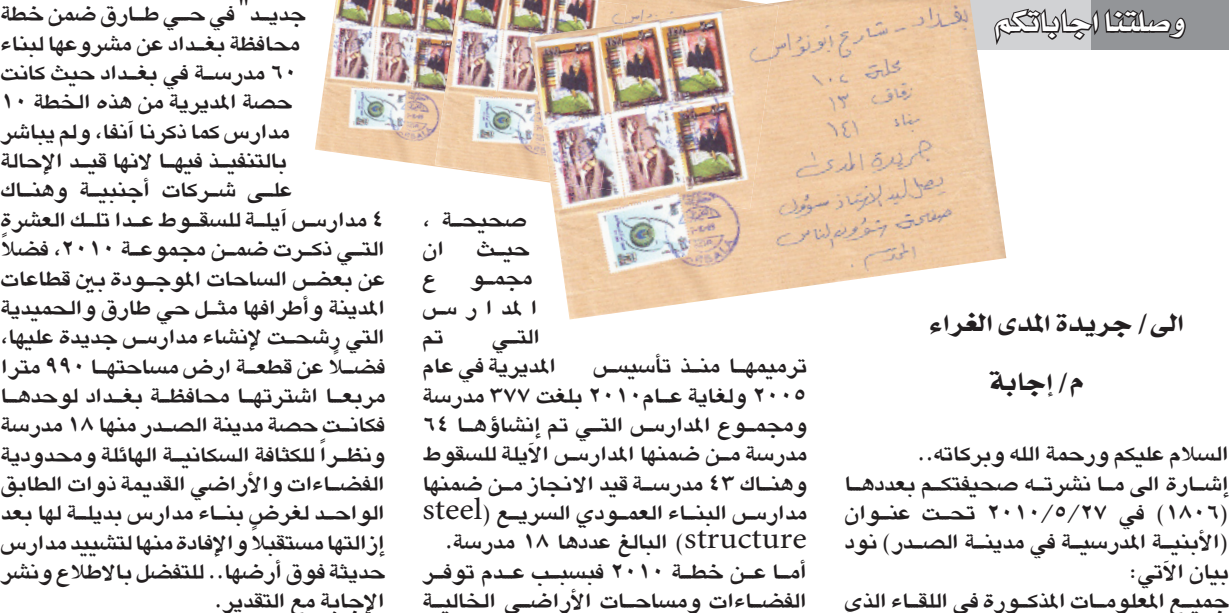 وصلتنا اجاباتكم
بغداد - شارع أبو نؤاس
محلة ١٠٢
زقاق ١٣
بناء ١٤١
جريدة المدى
الى/ جريدة المدى الغراء
م/ إجابة
السلام عليكم ورحمة الله وبركاته..
إشارة الى ما نشرته صحيفتكم بعددها
(١٨٠٦) في ٢٠١٠/٥/٢٧ تحت عنوان
(الأبنية المدرسية في مدينة الصدر) نود
بيان الآتي:
جميع المعلومات المذكورة في اللقاء الذي
صحيحة ،
حيث ان
مجموع
المدارس
التي تم
ترميمها منذ تأسيس المديرية في عام
٢٠٠٥ ولغاية عام٢٠١٠ بلغت ٣٧٧ مدرسة
ومجموع المدارس التي تم إنشاؤها ٦٤
مدرسة من ضمنها المدارس الآيلة للسقوط
وهناك ٤٣ مدرسة قيد الانجاز من ضمنها
مدارس البناء العمودي السريع (steel
structure) البالغ عددها ١٨ مدرسة.
أما عن خطة ٢٠١٠ فبسبب عدم توفر
الفضاءات ومساحات الأراضي الخالية
جديد" في حي طارق ضمن خطة
محافظة بغداد عن مشروعها لبناء
٦٠ مدرسة في بغداد حيث كانت
حصة المديرية من هذه الخطة ١٠
مدارس كما ذكرنا آنفا، ولم يباشر
بالتنفيذ فيها لانها قيد الإحالة
على شركات أجنبية وهناك
٤ مدارس آيلة للسقوط عدا تلك العشرة
التي ذكرت ضمن مجموعة ٢٠١٠، فضلاً
عن بعض الساحات الموجودة بين قطاعات
المدينة وأطرافها مثل حي طارق والحميدية
التي رشحت لإنشاء مدارس جديدة عليها،
فضلاً عن قطعة ارض مساحتها ٩٩٠ مترا
مربعا اشترتها محافظة بغداد لوحدها
فكانت حصة مدينة الصدر منها ١٨ مدرسة
ونظراً للكثافة السكانية الهائلة ومحدودية
الفضاءات والأراضي القديمة ذوات الطابق
الواحد لغرض بناء مدارس بديلة لها بعد
إزالتها مستقبلاً والإفادة منها لتشييد مدارس
حديثة فوق أرضها.. للتفضل بالاطلاع ونشر
الإجابة مع التقدير.